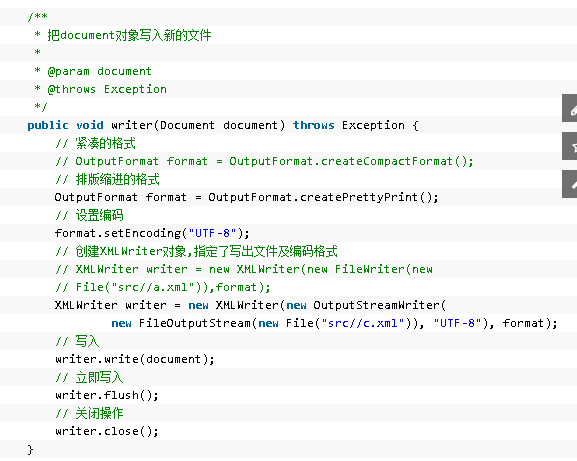 /**
 * 把document对象写入新的文件
 *
 * @param document
 * @throws Exception
 */
public void writer(Document document) throws Exception {
    // 紧凑的格式
    // OutputFormat format = OutputFormat.createCompactFormat();
    // 排版缩进的格式
    OutputFormat format = OutputFormat.createPrettyPrint();
    // 设置编码
    format.setEncoding("UTF-8");
    // 创建XMLWriter对象,指定了写出文件及编码格式
    // XMLWriter writer = new XMLWriter(new FileWriter(new
    // File("src//a.xml")),format);
    XMLWriter writer = new XMLWriter(new OutputStreamWriter(
            new FileOutputStream(new File("src//c.xml")), "UTF-8"), format);
    // 写入
    writer.write(document);
    // 立即写入
    writer.flush();
    // 关闭操作
    writer.close();
}